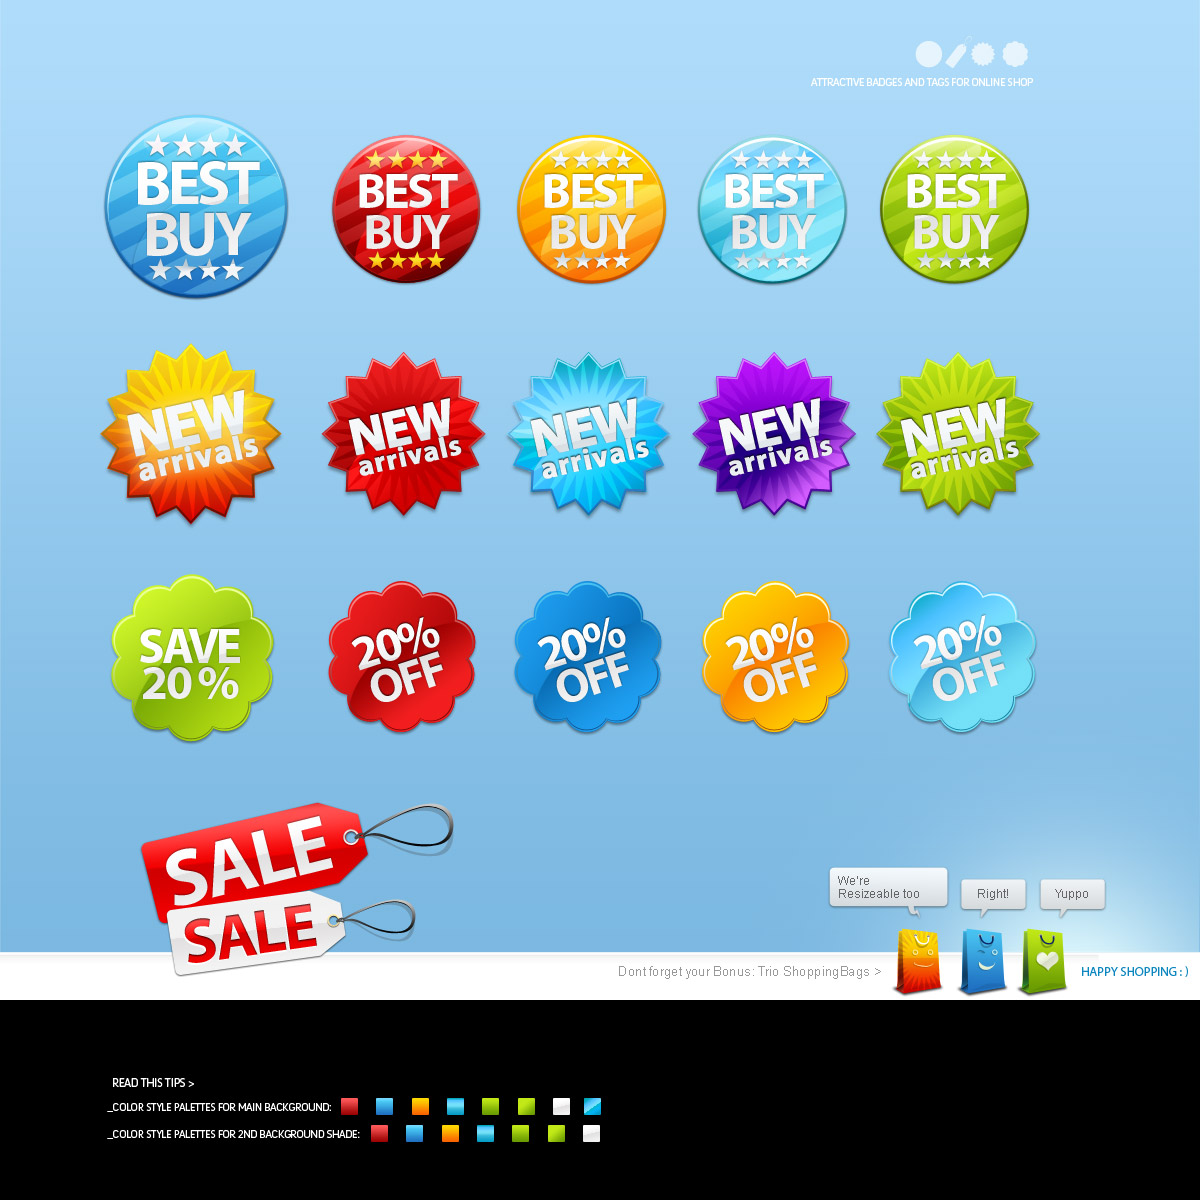 ATTRACTIVE BADGES AND TAGS FOR ONLINE SHOP
BEST
BUY
BEST
BUY
BEST
BUY
BEST
BUY
BEST
BUY
NEW
arrivals
NEW
arrivals
NEW
arrivals
NEW
arrivals
NEW
arrivals
SAVE
20 %
20%
OFF
20%
OFF
20%
OFF
20%
OFF
SALE
SALE
We're
Resizeable too
Right!
Yuppo
Dont forget your Bonus: Trio ShoppingBags >
HAPPY SHOPPING : )
READ THIS TIPS >
_COLOR STYLE PALETTES FOR MAIN BACKGROUND:
_COLOR STYLE PALETTES FOR 2ND BACKGROUND SHADE: